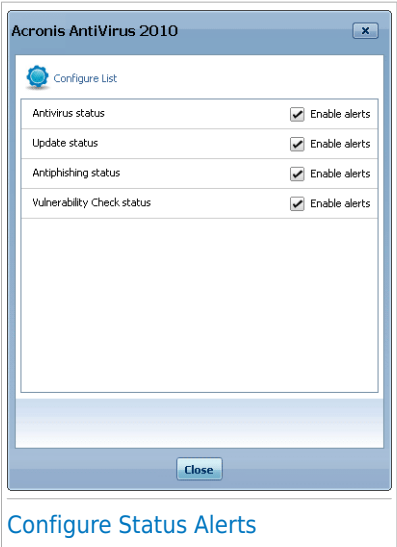 Acronis AntiVirus 2010
Configure List
Antivirus status Enable alerts
Update status Enable alerts
Antiphishing status Enable alerts
Vulnerability Check status Enable alerts
Close
Configure Status Alerts